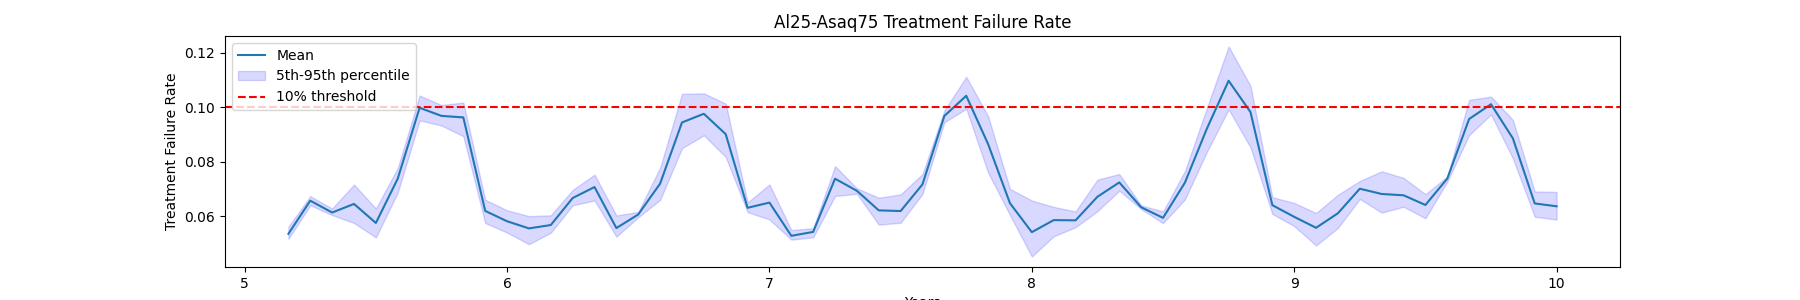 Al25-Asaq75 Treatment Failure Rate
Treatment Failure Rate
0.12
0.10
0.08
0.06
Mean
5th-95th percentile
10% threshold
5 6 7 8 9 10
Years